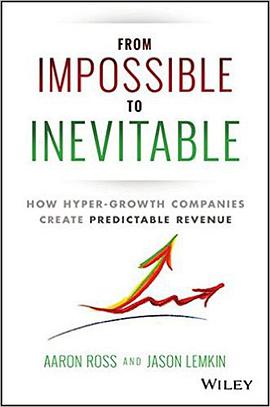 FROM
IMPOSSIBLE
TO
INEVITABLE
HOW HYPER-GROWTH COMPANIES
CREATE PREDICTABLE REVENUE
AARON ROSS AND JASON LEMKIN
WILEY